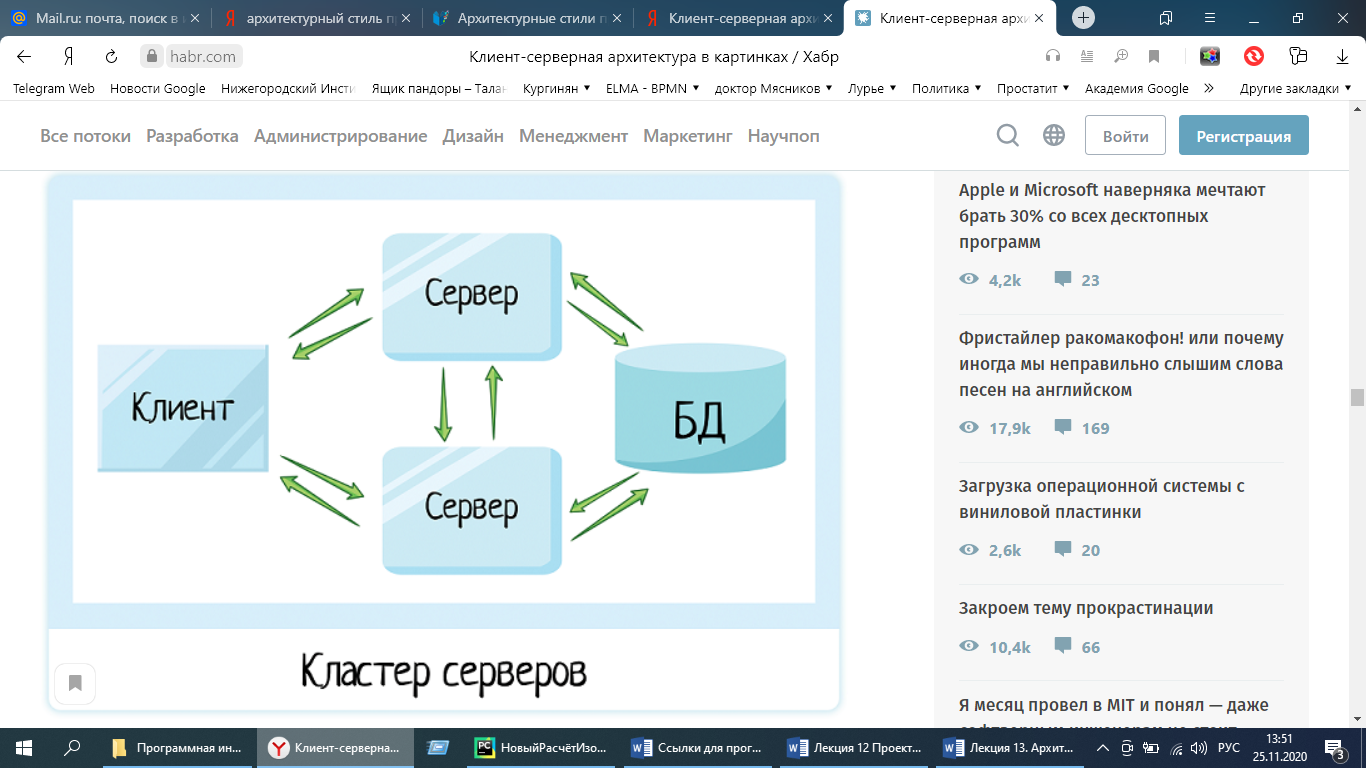 Mail.ru: почта, поиск в и
архитектурный стиль пр
Архитектурные стили п
Клиент-серверная архи
Клиент-серверная архи
habr.com
Клиент-серверная архитектура в картинках / Хабр
Telegram Web
Новости Google
Нижегородский Инсти
Ящик пандоры – Талан
Кургинян
ELMA - BPMN
доктор Мясников
Лурье
Политика
Простатит
Академия Google
Другие закладки
Все потоки
Разработка
Администрирование
Дизайн
Менеджмент
Маркетинг
Научпоп
Войти
Регистрация
Сервер
Клиент
БД
Сервер
Кластер серверов
Apple и Microsoft наверняка мечтают
брать 30% со всех десктопных
программ
4,2k
23
Фристайлер ракомакофон! или почему
иногда мы неправильно слышим слова
песен на английском
17,9k
169
Загрузка операционной системы с
виниловой пластинки
2,6k
20
Закроем тему прокрастинации
10,4k
66
Я месяц провел в MIT и понял — даже
Программная ин...
Клиент-серверна...
НовыйРасчётИзо...
Ссылки для прог...
Лекция 12 Проект...
Лекция 13. Архит...
РУС
13:51
25.11.2020
3